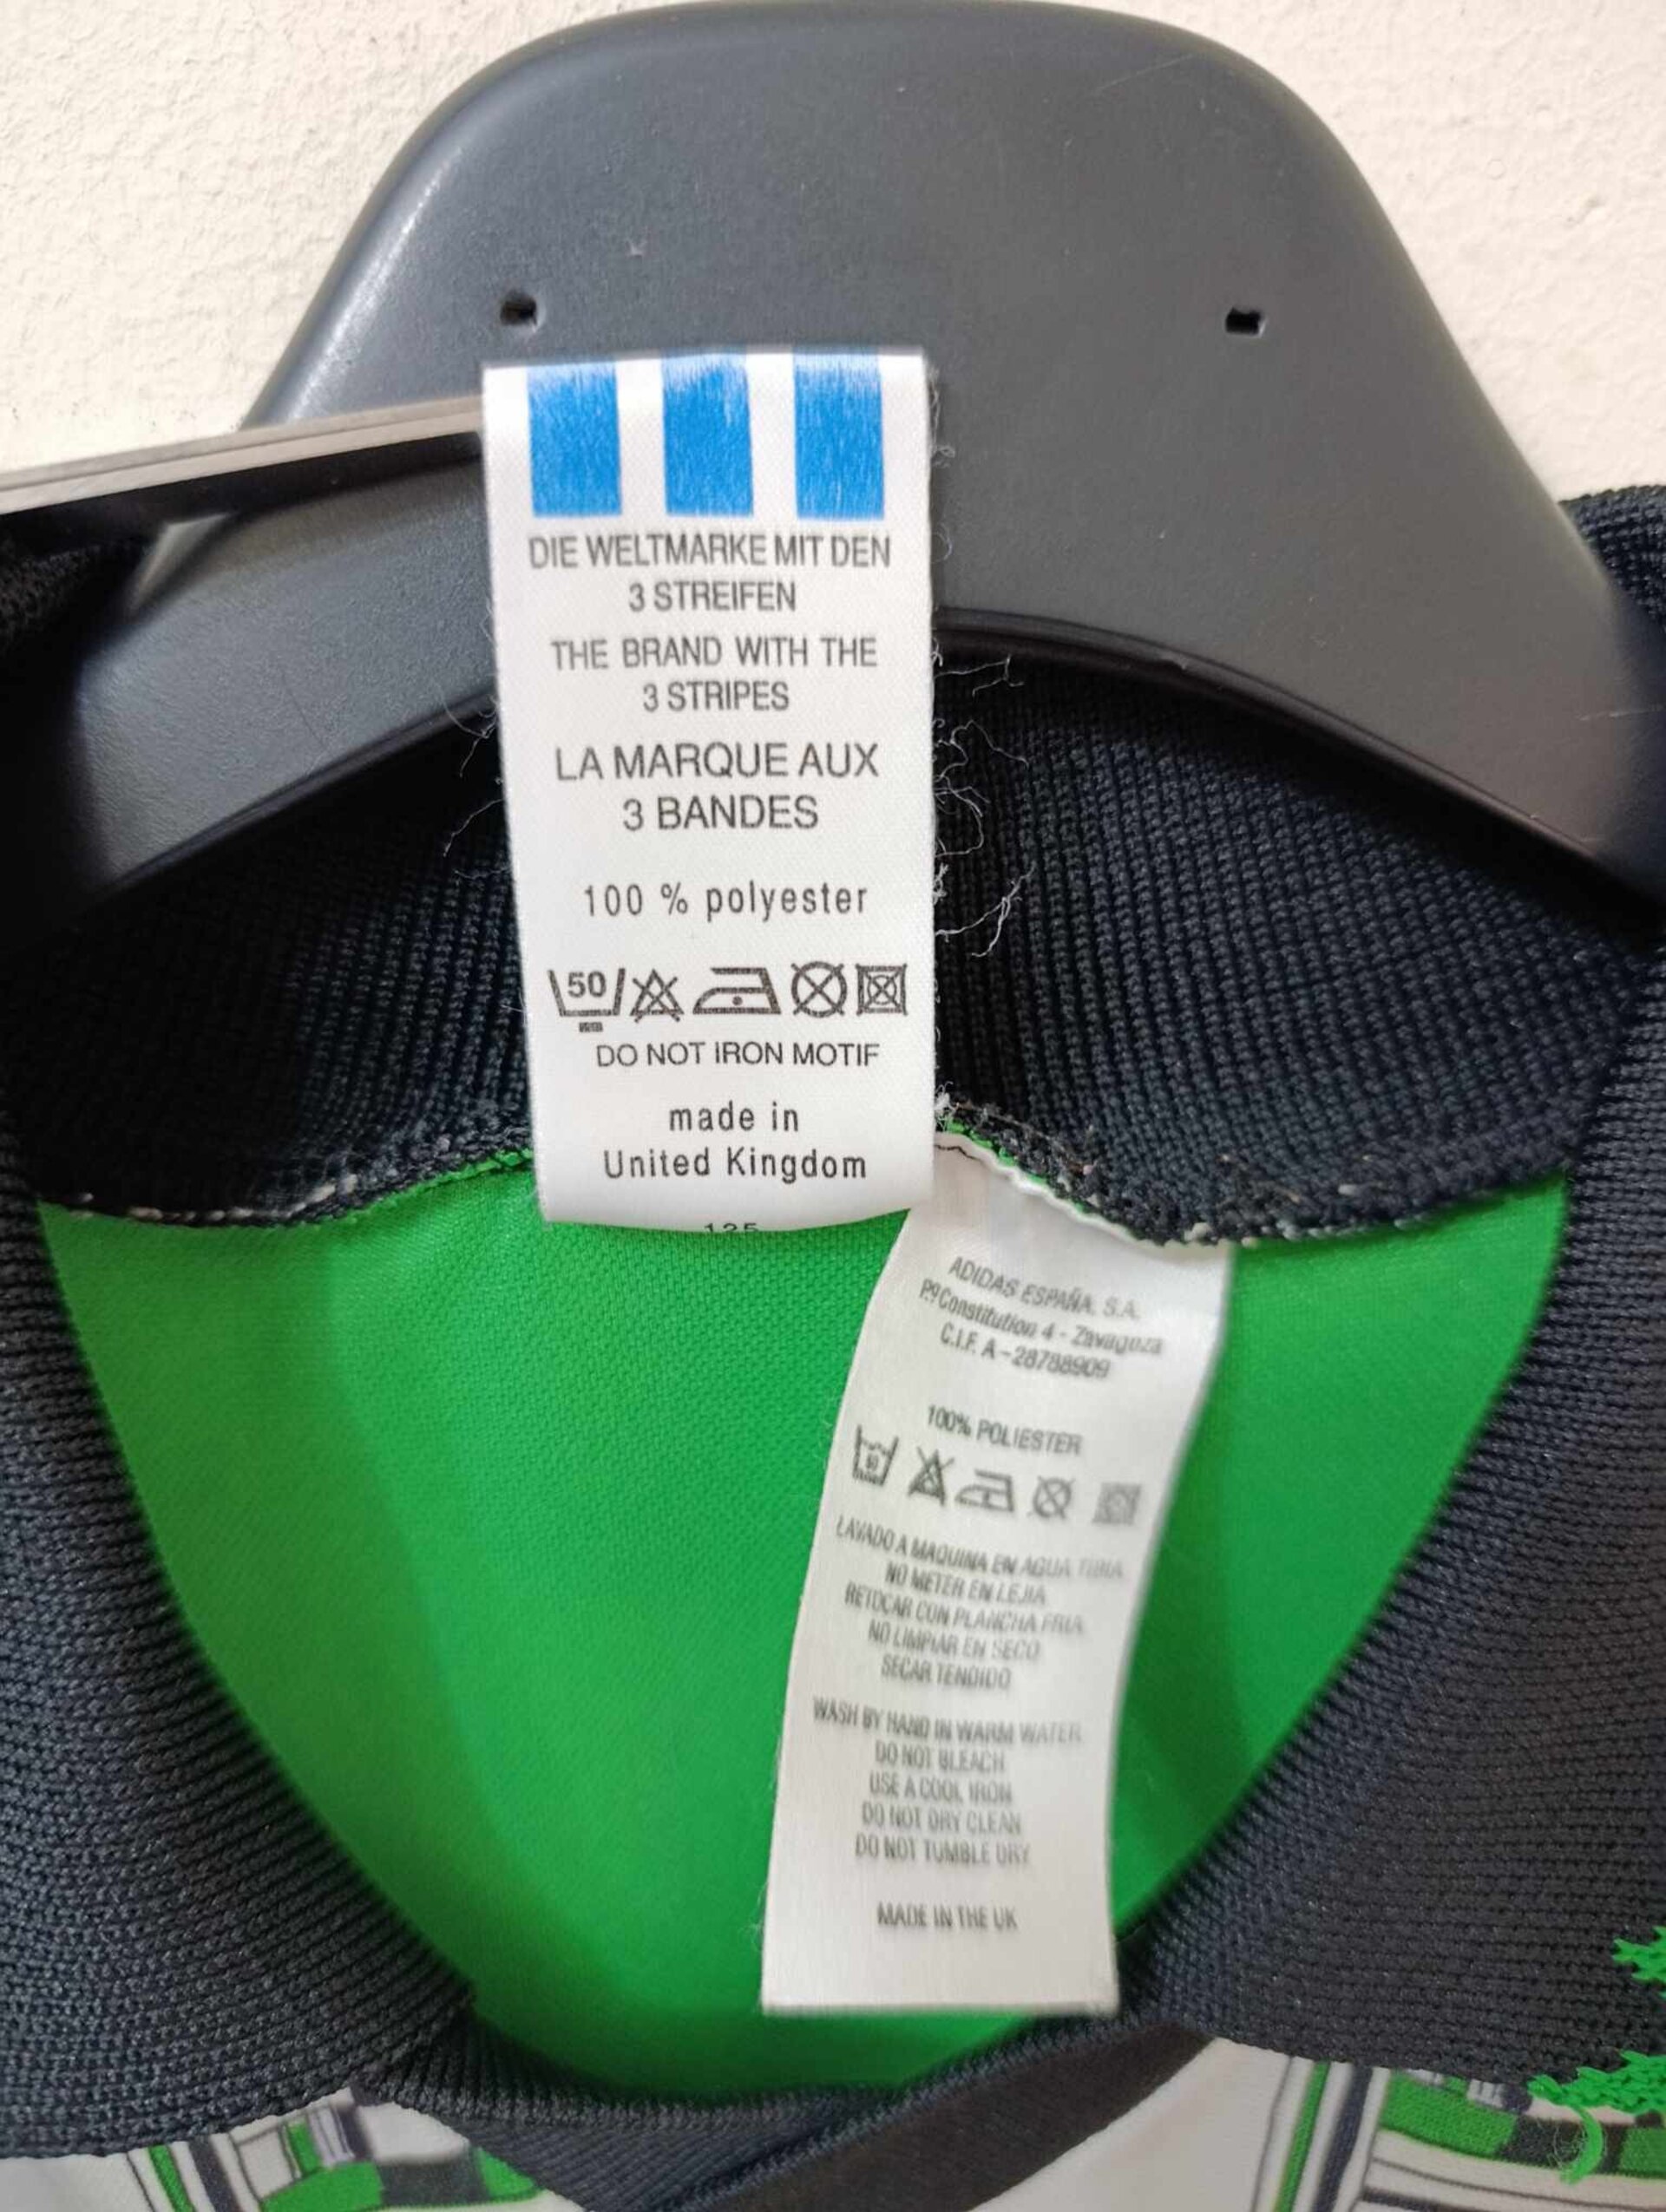 DIE WELTMARKE MIT DEN
3 STREIFEN
THE BRAND WITH THE
3 STRIPES
LA MARQUE AUX
3 BANDES
100 % polyester
50
DO NOT IRON MOTIF
made in
United Kingdom
135
ADIDAS ESPAÑA, S.A.
Pº Constitution 4 - Zavagoza
C.I.F. A - 28788909
100% POLIESTER
LAVADO A MAQUINA EN AGUA TIBIA
NO METER EN LEJIA
RETOCAR CON PLANCHA FRIA
NO LIMPIAR EN SECO
SECAR TENDIDO
WASH BY HAND IN WARM WATER
DO NOT BLEACH
USE A COOL IRON
DO NOT DRY CLEAN
DO NOT TUMBLE DRY
MADE IN THE UK